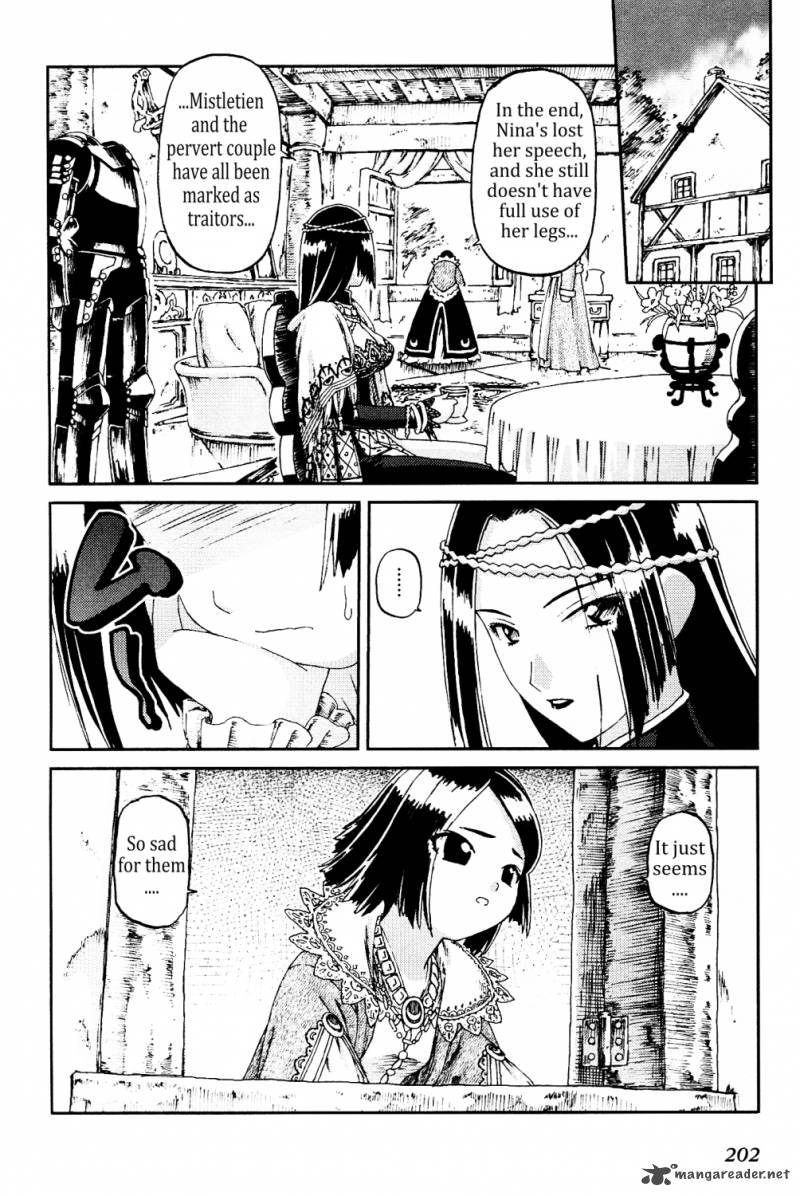 In the end,
Nina's lost
her speech,
and she still
doesn't have
full use of
her legs...
...Mistletien
and the
pervert couple
have all been
marked as
traitors...
......
It just
seems
....
So sad
for them
....
202
mangareader.net